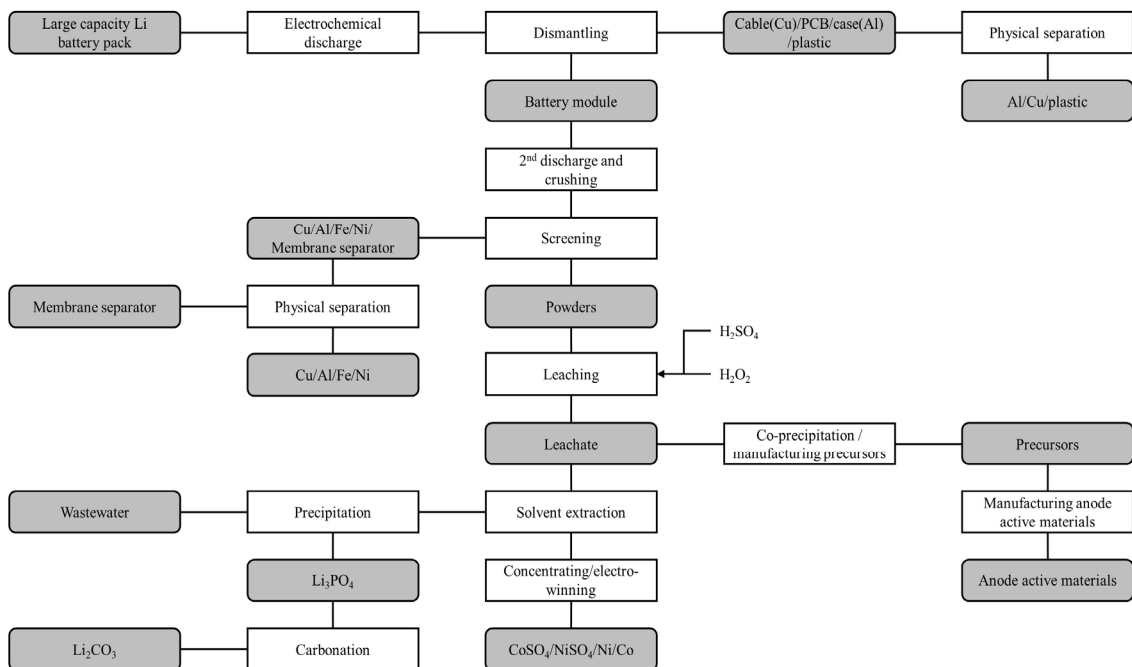 Large capacity Li
battery pack
Electrochemical
discharge
Dismantling
Cable(Cu)/PCB/case(Al)
/plastic
Physical separation
Battery module
Al/Cu/plastic
2nd discharge and
crushing
Cu/Al/Fe/Ni/
Membrane separator
Screening
Membrane separator
Physical separation
Powders
H₂SO₄
Cu/Al/Fe/Ni
Leaching
H₂O₂
Leachate
Co-precipitation /
manufacturing precursors
Precursors
Wastewater
Precipitation
Solvent extraction
Manufacturing anode
active materials
Li₃PO₄
Concentrating/electro-
winning
Anode active materials
Li₂CO₃
Carbonation
CoSO₄/NiSO₄/Ni/Co